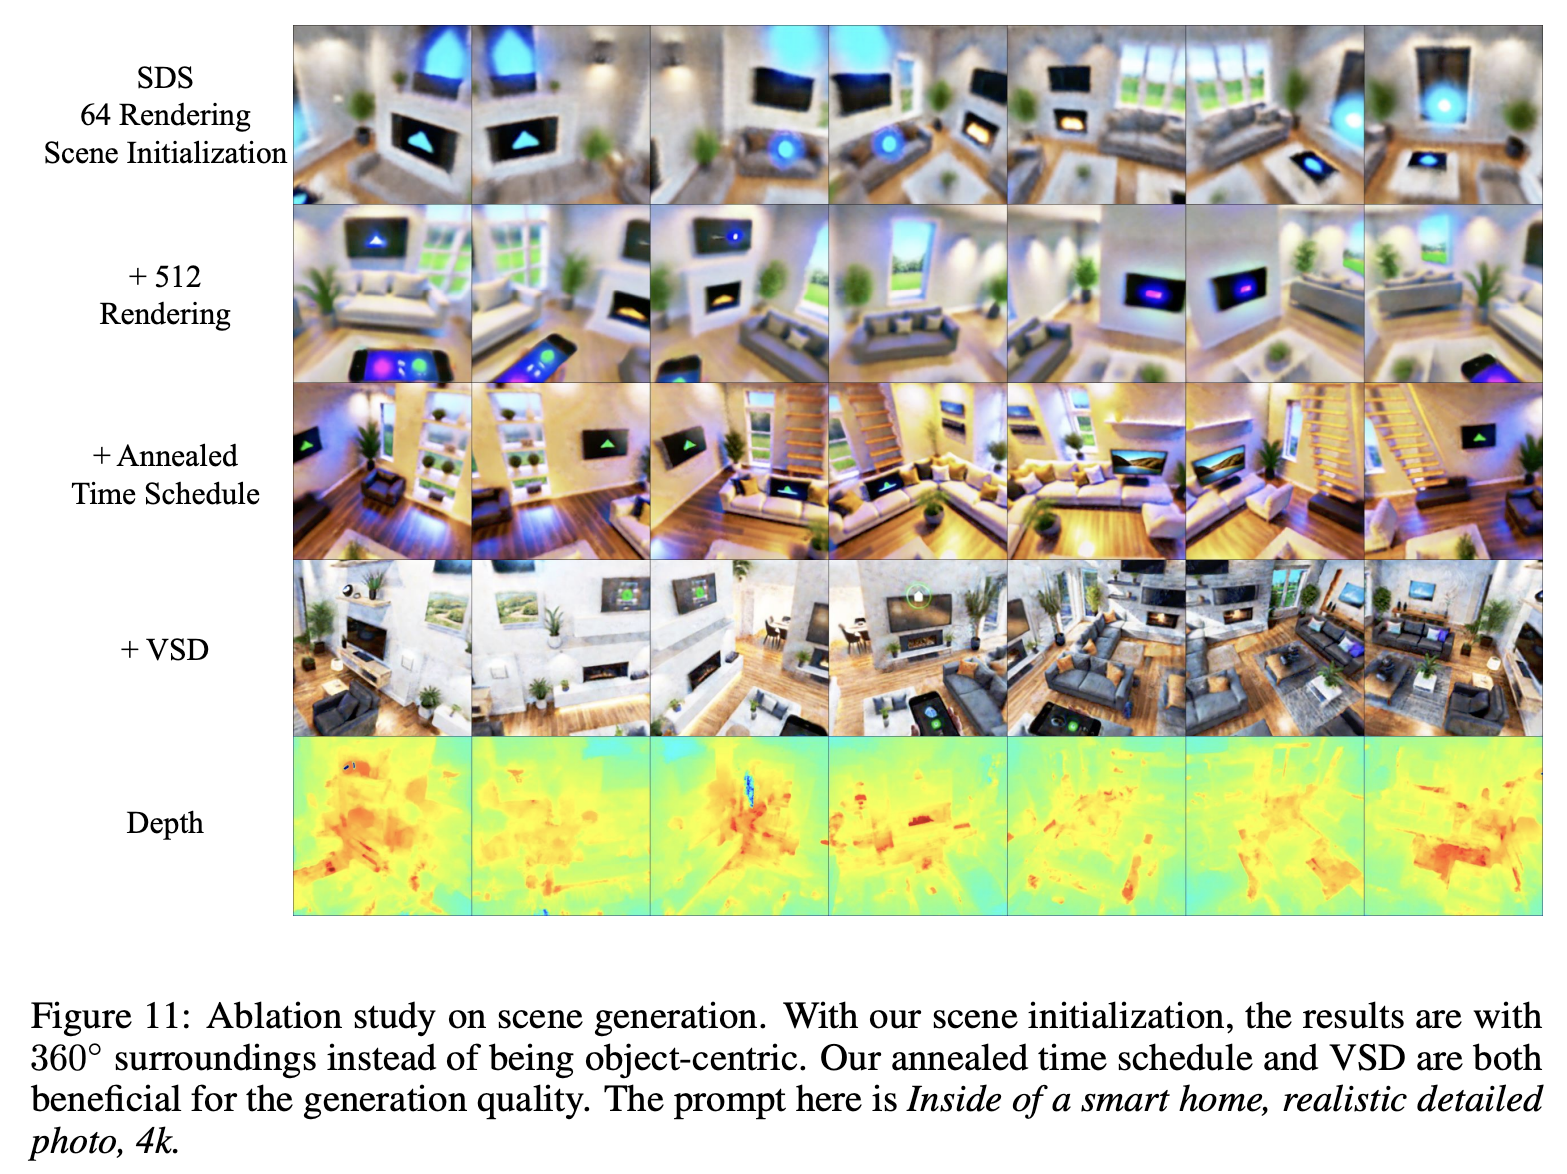 SDS
64 Rendering
Scene Initialization
+ 512
Rendering
+ Annealed
Time Schedule
+ VSD
Depth
Figure 11: Ablation study on scene generation. With our scene initialization, the results are with
360° surroundings instead of being object-centric. Our annealed time schedule and VSD are both
beneficial for the generation quality. The prompt here is Inside of a smart home, realistic detailed
photo, 4k.